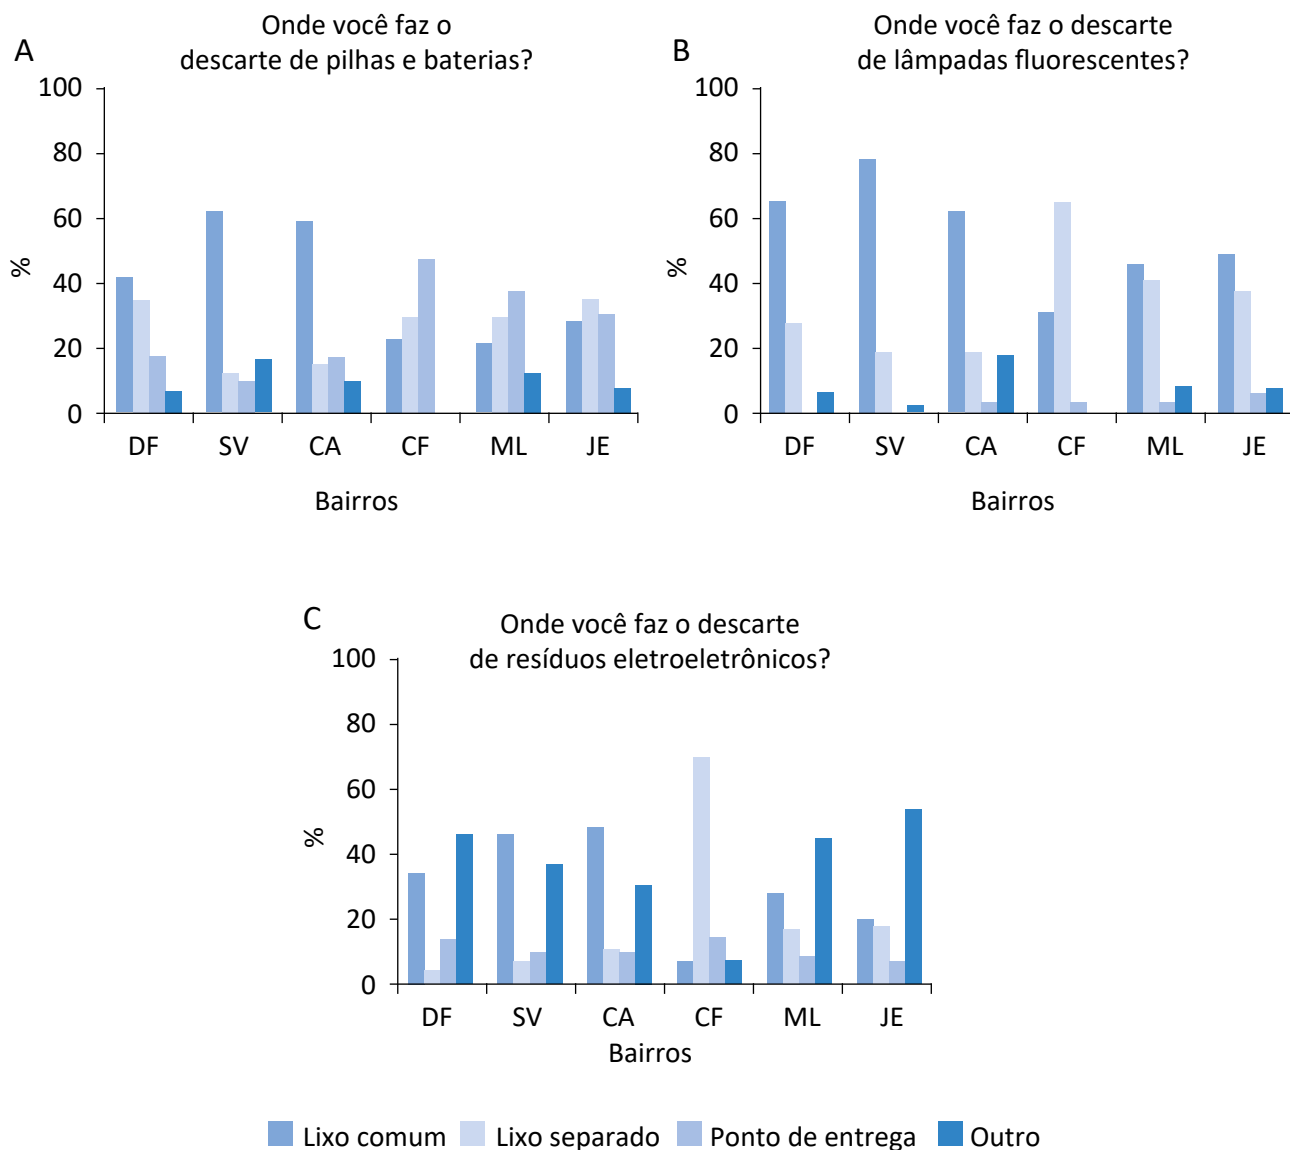 A
Onde você faz o
descarte de pilhas e baterias?
100
80
60
40
20
0
%
DF SV CA CF ML JE
Bairros
B
Onde você faz o descarte
de lâmpadas fluorescentes?
100
80
60
40
20
0
%
DF SV CA CF ML JE
Bairros
C
Onde você faz o descarte
de resíduos eletroeletrônicos?
100
80
60
40
20
0
%
DF SV CA CF ML JE
Bairros
Lixo comum Lixo separado Ponto de entrega Outro